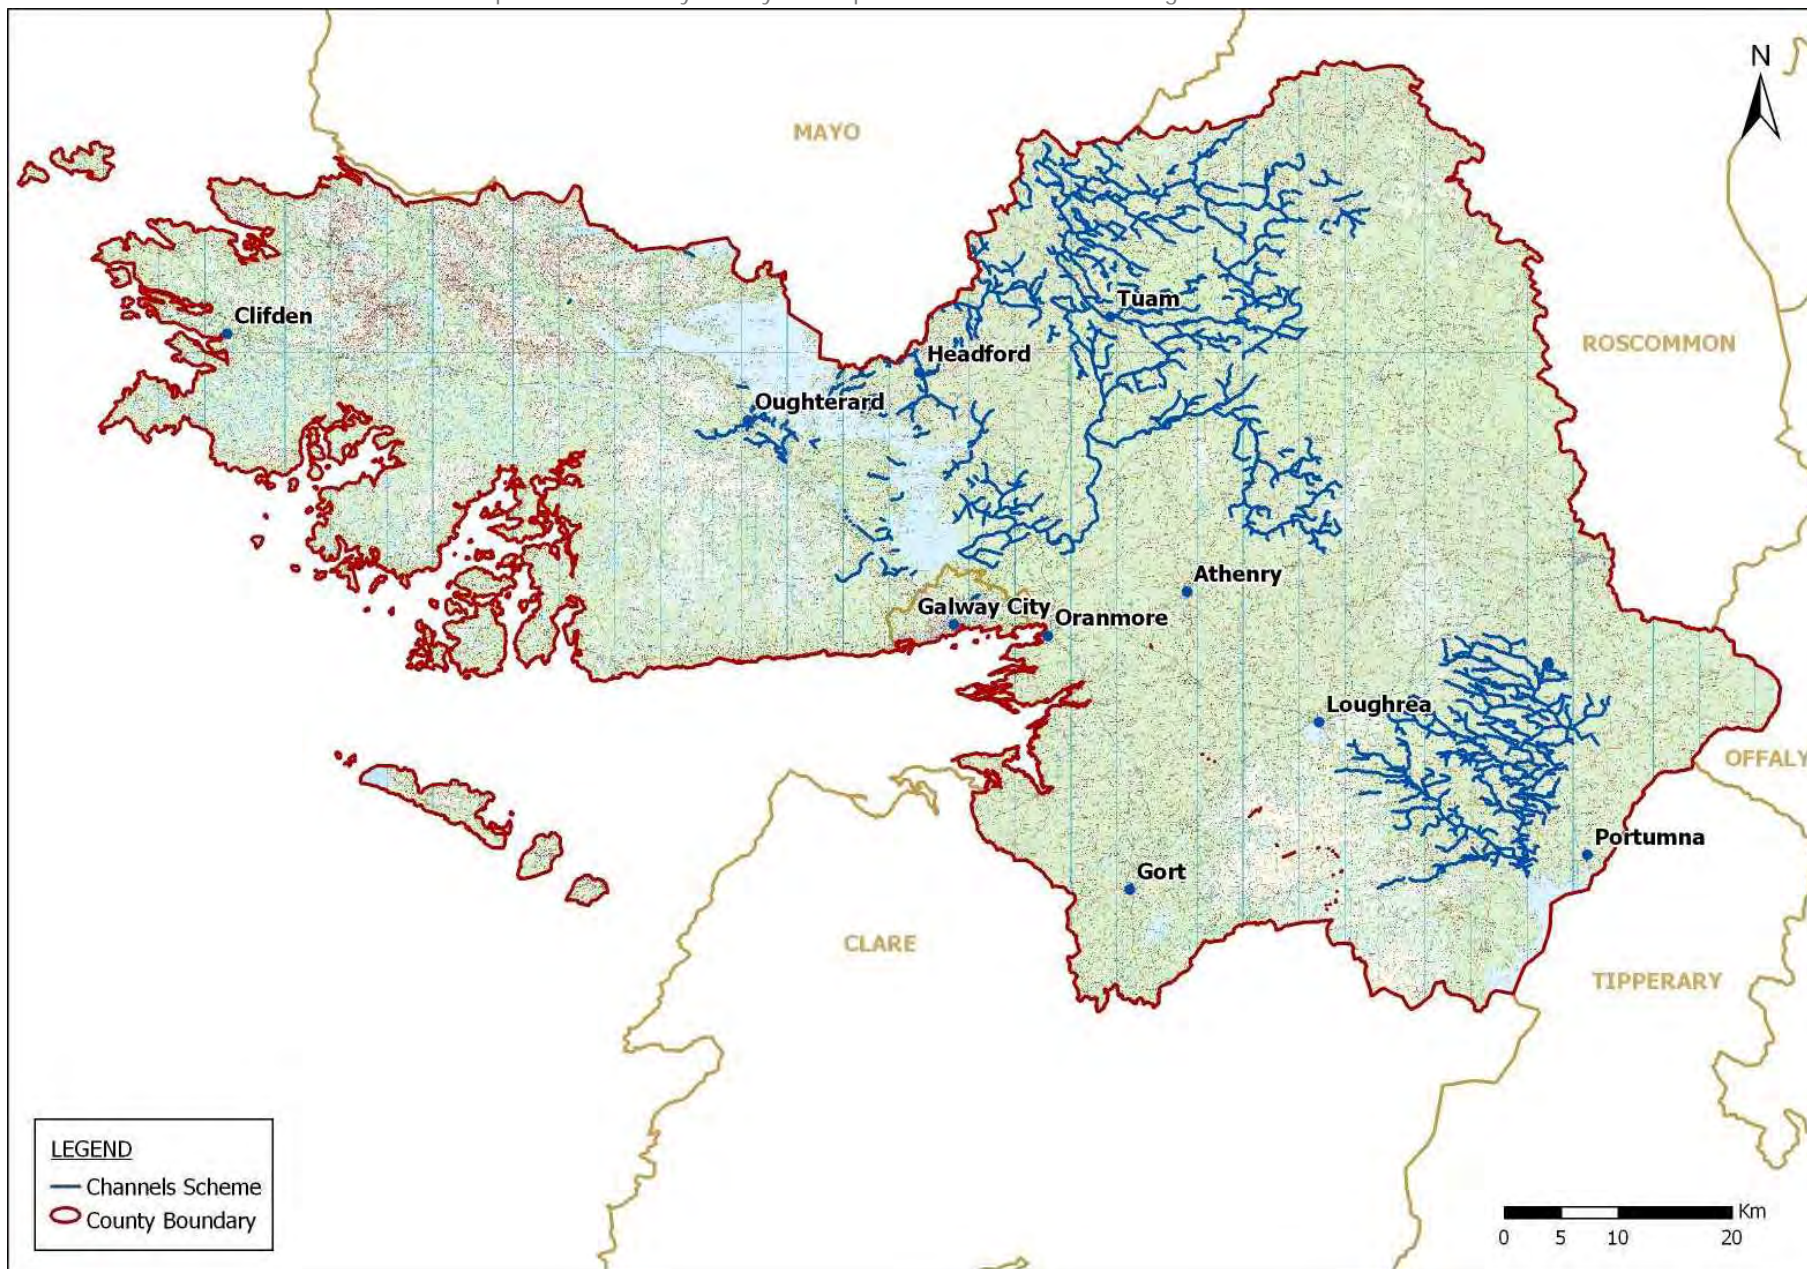 N
MAYO
Tuam
Clifden
ROSCOMMON
Headford
Oughterard
Athenry
Galway City
Oranmore
Loughrea
OFFALY
Portumna
Gort
CLARE
TIPPERARY
LEGEND
Channels Scheme
County Boundary
Km
0 5 10 20